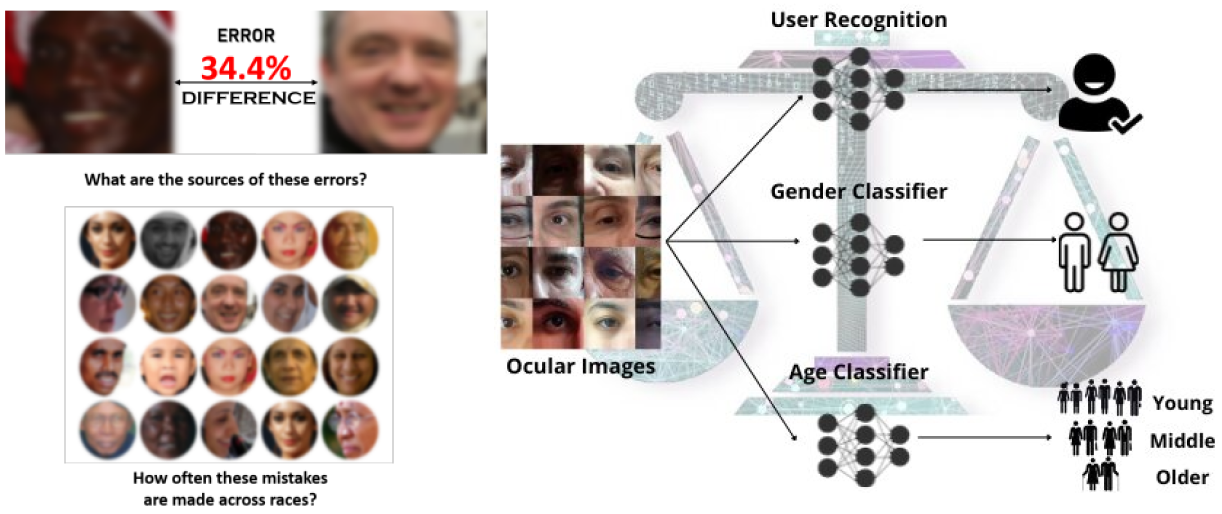 ERROR
34.4%
DIFFERENCE
What are the sources of these errors?
How often these mistakes
are made across races?
User Recognition
Gender Classifier
Ocular Images
Age Classifier
Young
Middle
Older